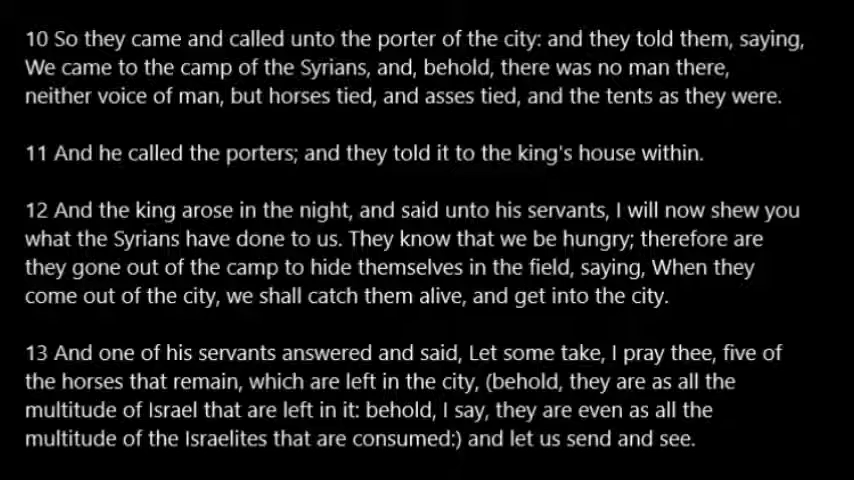 10 So they came and called unto the porter of the city: and they told them, saying,
We came to the camp of the Syrians, and, behold, there was no man there,
neither voice of man, but horses tied, and asses tied, and the tents as they were.
11 And he called the porters; and they told it to the king's house within.
12 And the king arose in the night, and said unto his servants, I will now shew you
what the Syrians have done to us. They know that we be hungry; therefore are
they gone out of the camp to hide themselves in the field, saying, When they
come out of the city, we shall catch them alive, and get into the city.
13 And one of his servants answered and said, Let some take, I pray thee, five of
the horses that remain, which are left in the city, (behold, they are as all the
multitude of Israel that are left in it: behold, I say, they are even as all the
multitude of the Israelites that are consumed:) and let us send and see.